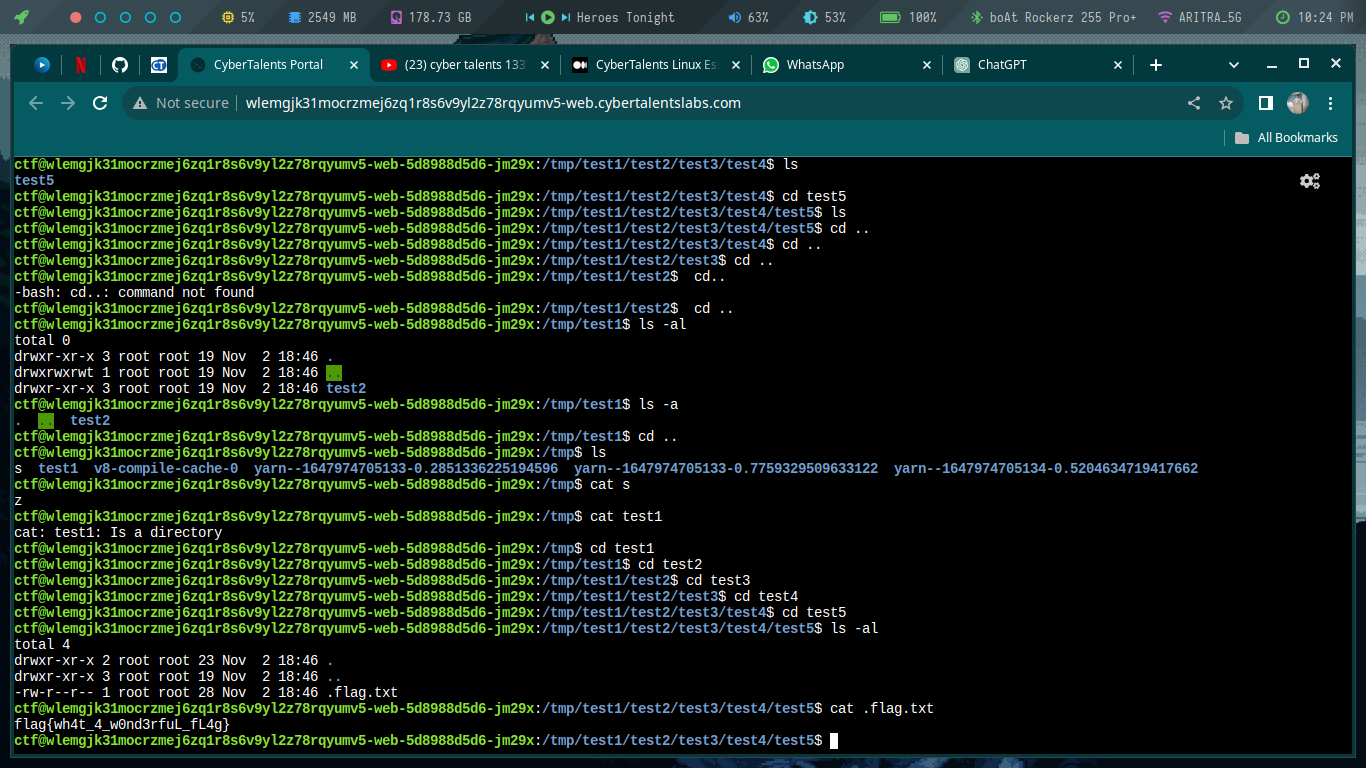 5% 2549 MB 178.73 GB Heroes Tonight 63% 53% 100% boAt Rockerz 255 Pro+ ARITRA_5G 10:24 PM
CyberTalents Portal (23) cyber talents 133 CyberTalents Linux Ess WhatsApp ChatGPT
Not secure wlemgjk31mocrzmej6zq1r8s6v9yl2z78rqyumv5-web.cybertalentslabs.com
All Bookmarks
ctf@wlemgjk31mocrzmej6zq1r8s6v9yl2z78rqyumv5-web-5d8988d5d6-jm29x:/tmp/test1/test2/test3/test4$ ls
test5
ctf@wlemgjk31mocrzmej6zq1r8s6v9yl2z78rqyumv5-web-5d8988d5d6-jm29x:/tmp/test1/test2/test3/test4$ cd test5
ctf@wlemgjk31mocrzmej6zq1r8s6v9yl2z78rqyumv5-web-5d8988d5d6-jm29x:/tmp/test1/test2/test3/test4/test5$ ls
ctf@wlemgjk31mocrzmej6zq1r8s6v9yl2z78rqyumv5-web-5d8988d5d6-jm29x:/tmp/test1/test2/test3/test4/test5$ cd ..
ctf@wlemgjk31mocrzmej6zq1r8s6v9yl2z78rqyumv5-web-5d8988d5d6-jm29x:/tmp/test1/test2/test3/test4$ cd ..
ctf@wlemgjk31mocrzmej6zq1r8s6v9yl2z78rqyumv5-web-5d8988d5d6-jm29x:/tmp/test1/test2/test3$ cd ..
ctf@wlemgjk31mocrzmej6zq1r8s6v9yl2z78rqyumv5-web-5d8988d5d6-jm29x:/tmp/test1/test2$  cd..
-bash: cd..: command not found
ctf@wlemgjk31mocrzmej6zq1r8s6v9yl2z78rqyumv5-web-5d8988d5d6-jm29x:/tmp/test1/test2$  cd ..
ctf@wlemgjk31mocrzmej6zq1r8s6v9yl2z78rqyumv5-web-5d8988d5d6-jm29x:/tmp/test1$ ls -al
total 0
drwxr-xr-x 3 root root 19 Nov  2 18:46 .
drwxrwxrwt 1 root root 19 Nov  2 18:46 ..
drwxr-xr-x 3 root root 19 Nov  2 18:46 test2
ctf@wlemgjk31mocrzmej6zq1r8s6v9yl2z78rqyumv5-web-5d8988d5d6-jm29x:/tmp/test1$ ls -a
.  ..  test2
ctf@wlemgjk31mocrzmej6zq1r8s6v9yl2z78rqyumv5-web-5d8988d5d6-jm29x:/tmp/test1$ cd ..
ctf@wlemgjk31mocrzmej6zq1r8s6v9yl2z78rqyumv5-web-5d8988d5d6-jm29x:/tmp$ ls
s  test1  v8-compile-cache-0  yarn--1647974705133-0.2851336225194596  yarn--1647974705133-0.7759329509633122  yarn--1647974705134-0.5204634719417662
ctf@wlemgjk31mocrzmej6zq1r8s6v9yl2z78rqyumv5-web-5d8988d5d6-jm29x:/tmp$ cat s
z
ctf@wlemgjk31mocrzmej6zq1r8s6v9yl2z78rqyumv5-web-5d8988d5d6-jm29x:/tmp$ cat test1
cat: test1: Is a directory
ctf@wlemgjk31mocrzmej6zq1r8s6v9yl2z78rqyumv5-web-5d8988d5d6-jm29x:/tmp$ cd test1
ctf@wlemgjk31mocrzmej6zq1r8s6v9yl2z78rqyumv5-web-5d8988d5d6-jm29x:/tmp/test1$ cd test2
ctf@wlemgjk31mocrzmej6zq1r8s6v9yl2z78rqyumv5-web-5d8988d5d6-jm29x:/tmp/test1/test2$ cd test3
ctf@wlemgjk31mocrzmej6zq1r8s6v9yl2z78rqyumv5-web-5d8988d5d6-jm29x:/tmp/test1/test2/test3$ cd test4
ctf@wlemgjk31mocrzmej6zq1r8s6v9yl2z78rqyumv5-web-5d8988d5d6-jm29x:/tmp/test1/test2/test3/test4$ cd test5
ctf@wlemgjk31mocrzmej6zq1r8s6v9yl2z78rqyumv5-web-5d8988d5d6-jm29x:/tmp/test1/test2/test3/test4/test5$ ls -al
total 4
drwxr-xr-x 2 root root 23 Nov  2 18:46 .
drwxr-xr-x 3 root root 19 Nov  2 18:46 ..
-rw-r--r-- 1 root root 28 Nov  2 18:46 .flag.txt
ctf@wlemgjk31mocrzmej6zq1r8s6v9yl2z78rqyumv5-web-5d8988d5d6-jm29x:/tmp/test1/test2/test3/test4/test5$ cat .flag.txt
flag{wh4t_4_w0nd3rfuL_fL4g}
ctf@wlemgjk31mocrzmej6zq1r8s6v9yl2z78rqyumv5-web-5d8988d5d6-jm29x:/tmp/test1/test2/test3/test4/test5$